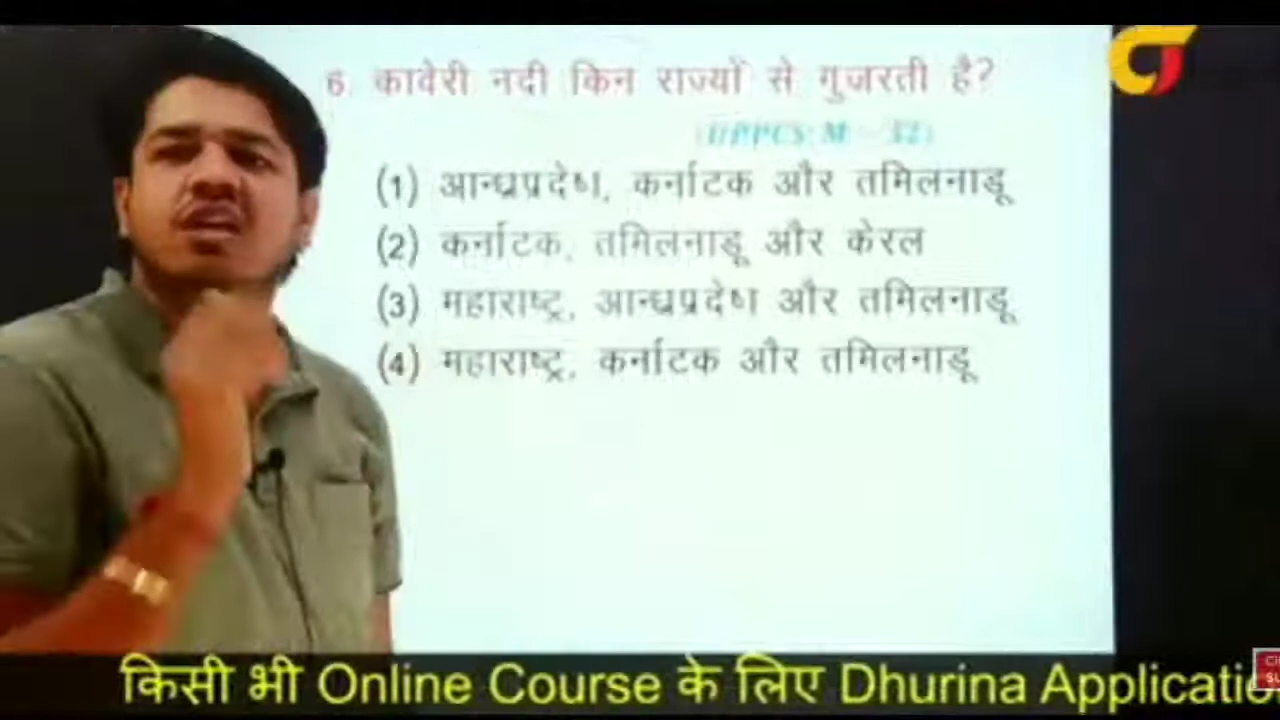 6. कावेरी नदी किन राज्यों से गुजरती है?
(1) आन्ध्रप्रदेश, कर्नाटक और तमिलनाडू
(2) कर्नाटक, तमिलनाडू और केरल
(3) महाराष्ट्र, आन्ध्रप्रदेश और तमिलनाडू
(4) महाराष्ट्र, कर्नाटक और तमिलनाडू
किसी भी Online Course के लिए Dhurina